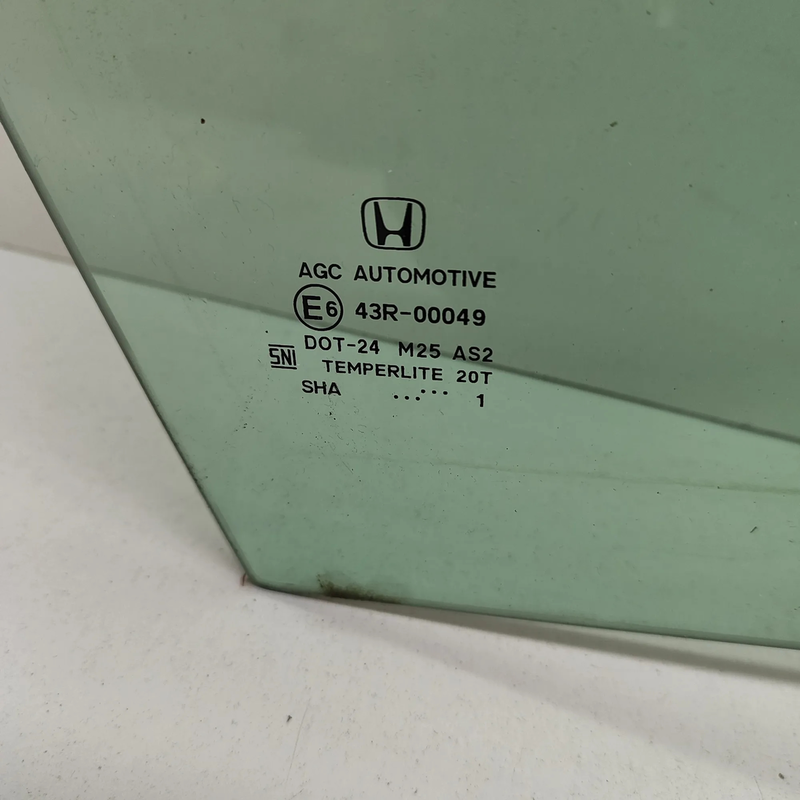 AGC AUTOMOTIVE
E6 43R-00049
DOT-24 M25 AS2
SNI TEMPERLITE 20T
SHA ... ... 1